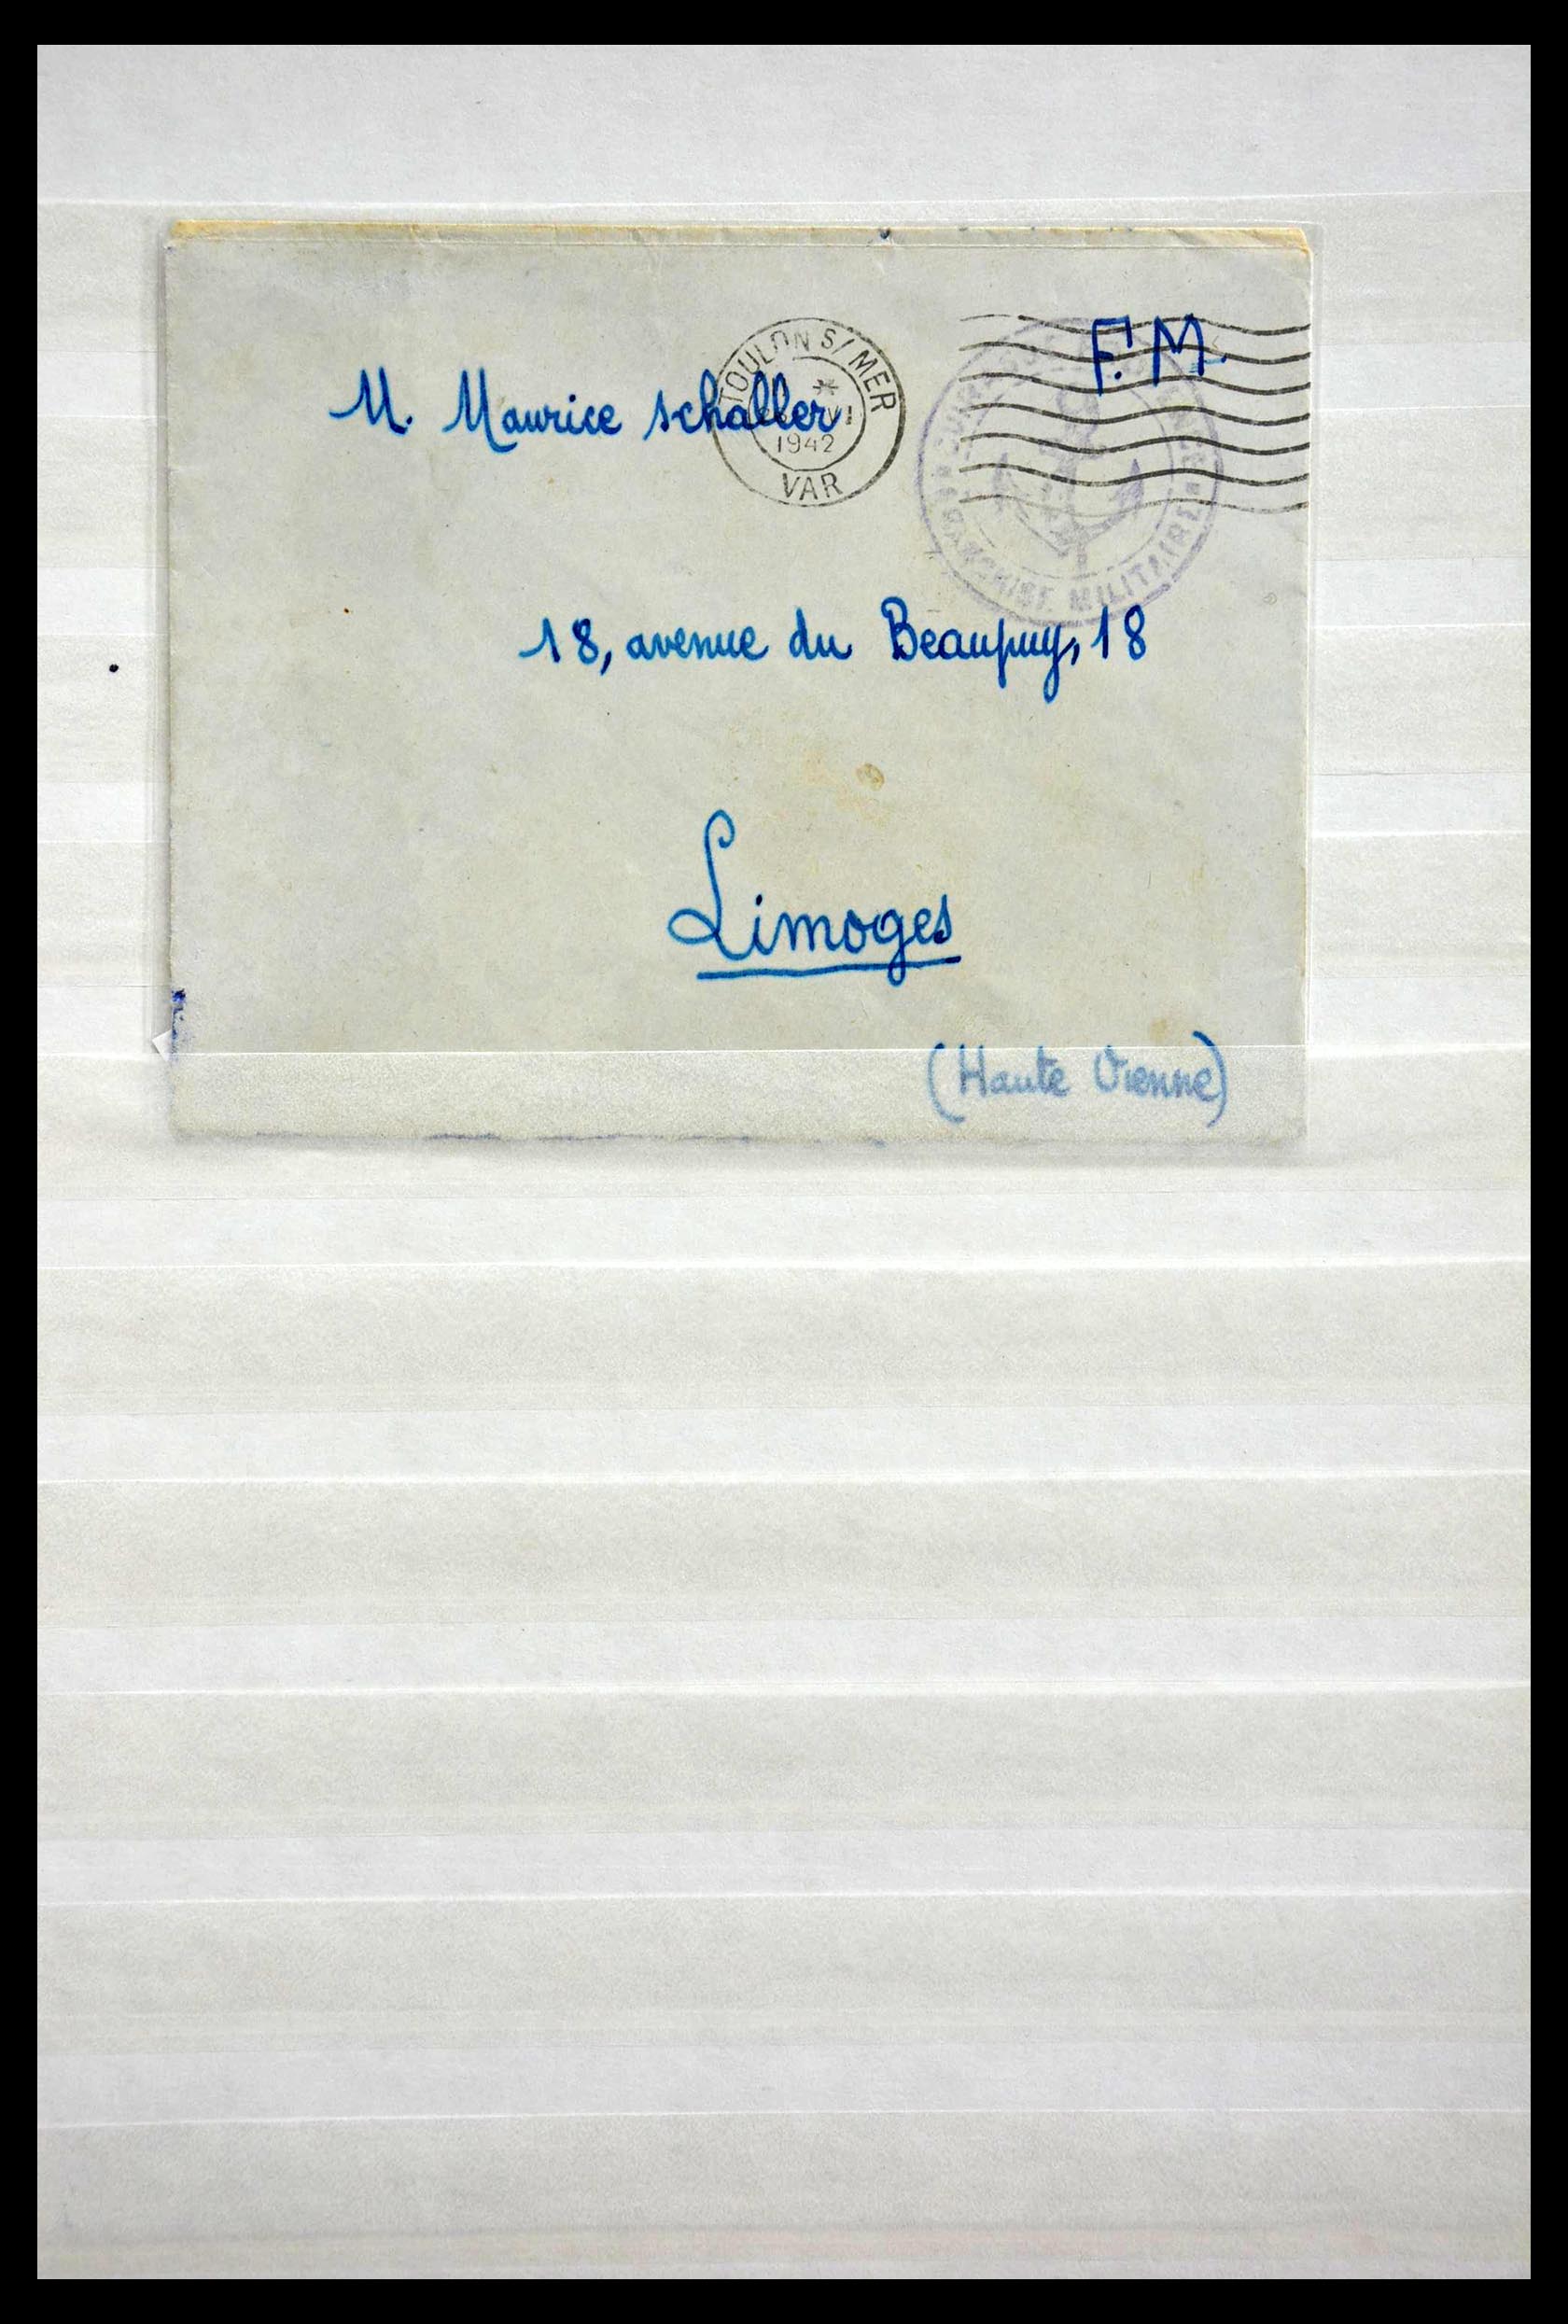 F. M.
TOULON S/ MER
1942
VAR
M. Maurice schaller
FRANCHISE MILITAIRE
18, avenue du Beaupuy, 18
Limoges
(Haute Vienne)